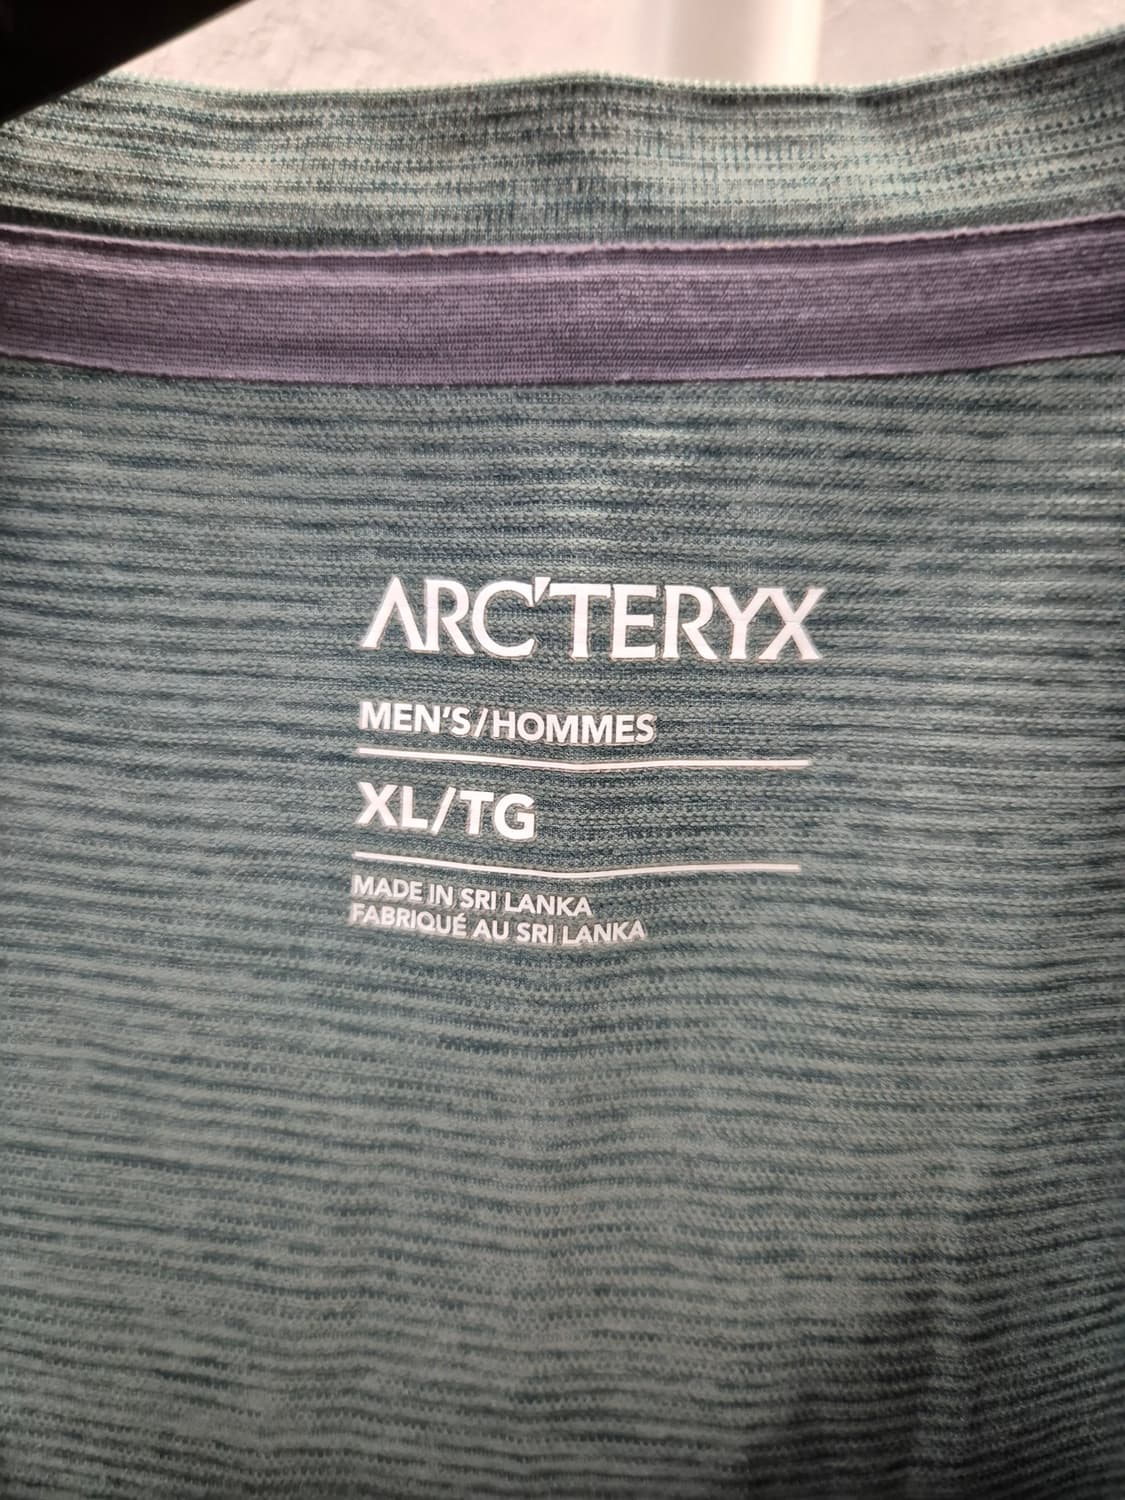 ARC'TERYX
MEN'S/HOMMES
XL/TG
MADE IN SRI LANKA
FABRIQUÉ AU SRI LANKA